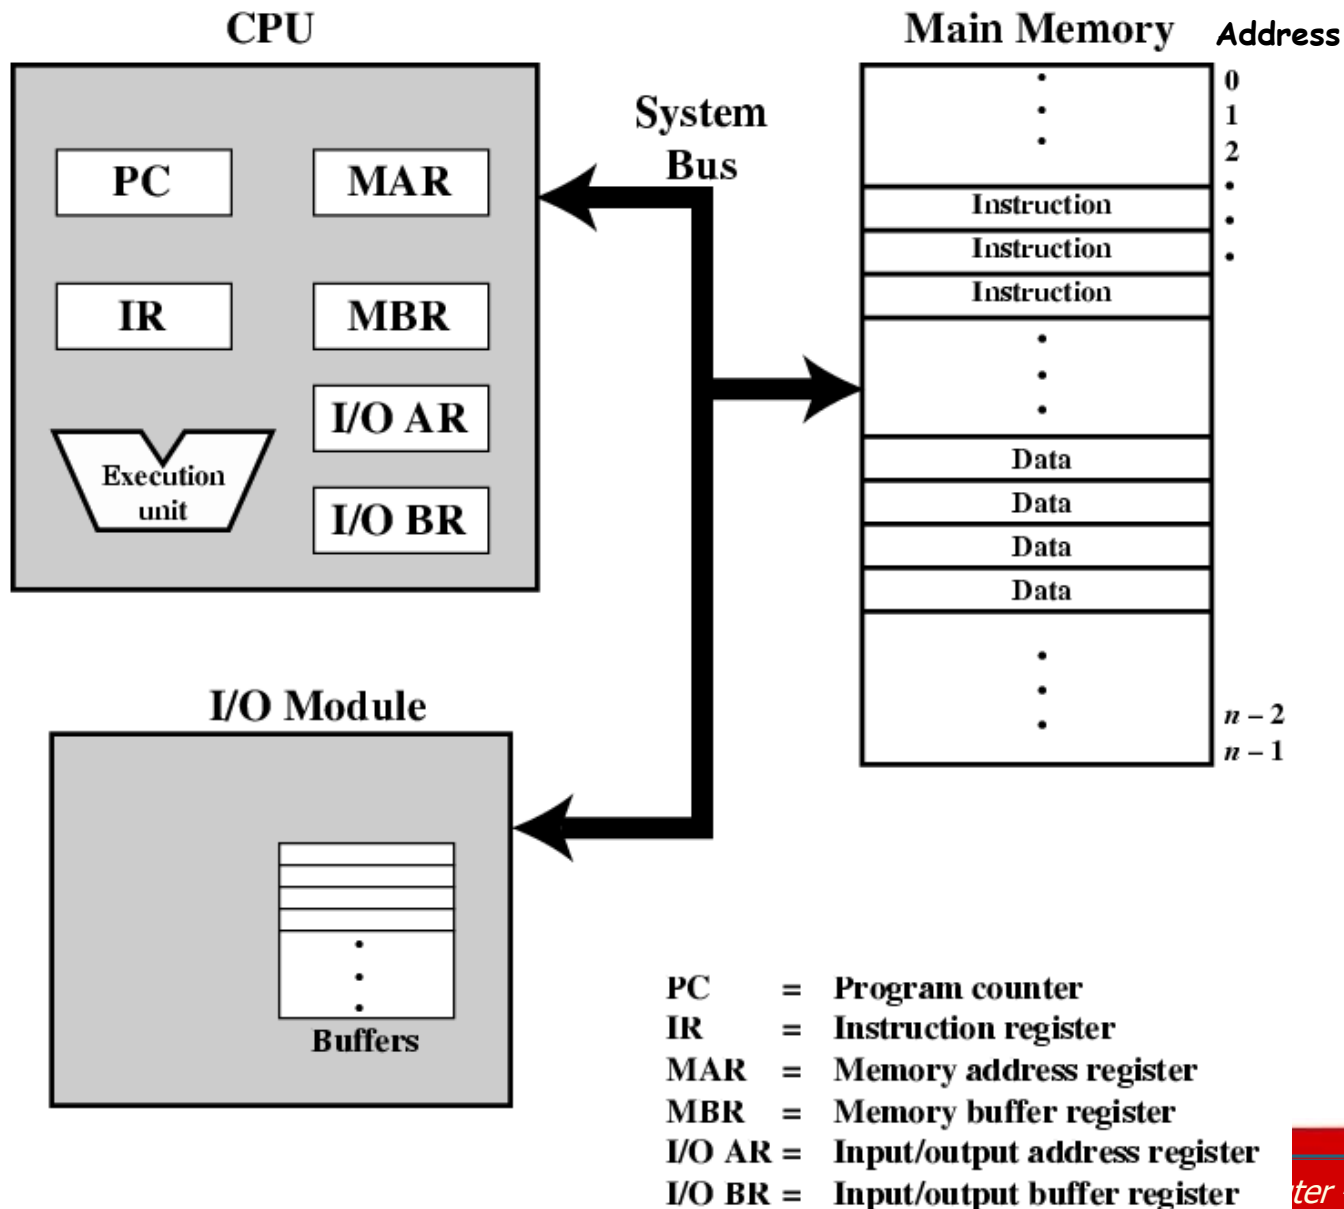 CPU
PC
MAR
IR
MBR
I/O AR
I/O BR
Execution
unit
System
Bus
Main Memory
Address
0
1
2
Instruction
Instruction
Instruction
Data
Data
Data
Data
n – 2
n – 1
I/O Module
Buffers
PC = Program counter
IR = Instruction register
MAR = Memory address register
MBR = Memory buffer register
I/O AR = Input/output address register
I/O BR = Input/output buffer register
ter